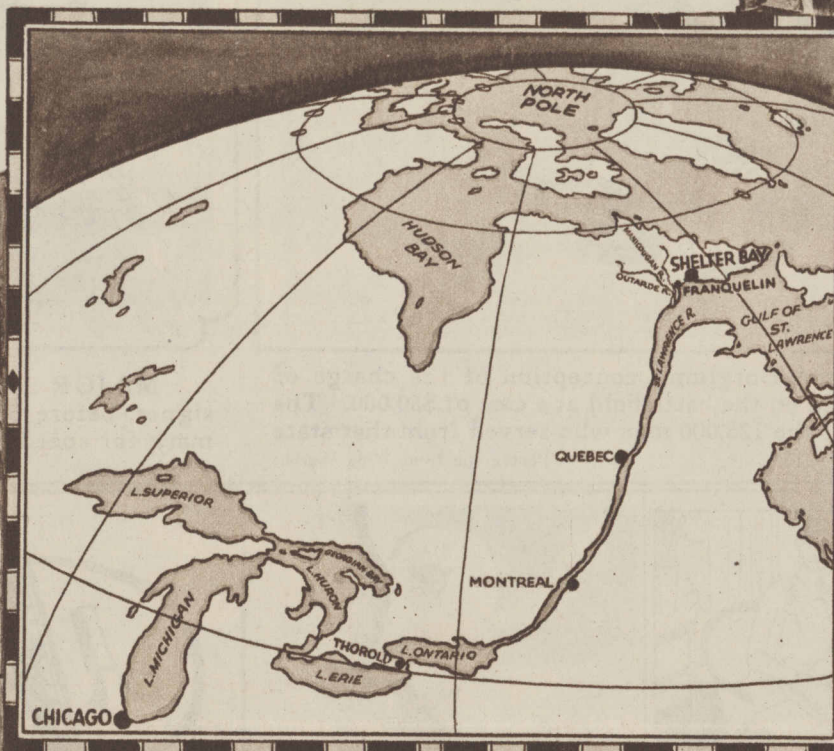 NORTH
POLE
HUDSON
BAY
MANICOUGAN R.
SHELTER BAY
OUTARDE R.
FRANQUELIN
GULF OF
ST.
LAWRENCE
ST. LAWRENCE R.
QUEBEC
L. SUPERIOR
GEORGIAN BAY
L. HURON
MONTREAL
L. MICHIGAN
THOROLD
L. ONTARIO
L. ERIE
CHICAGO